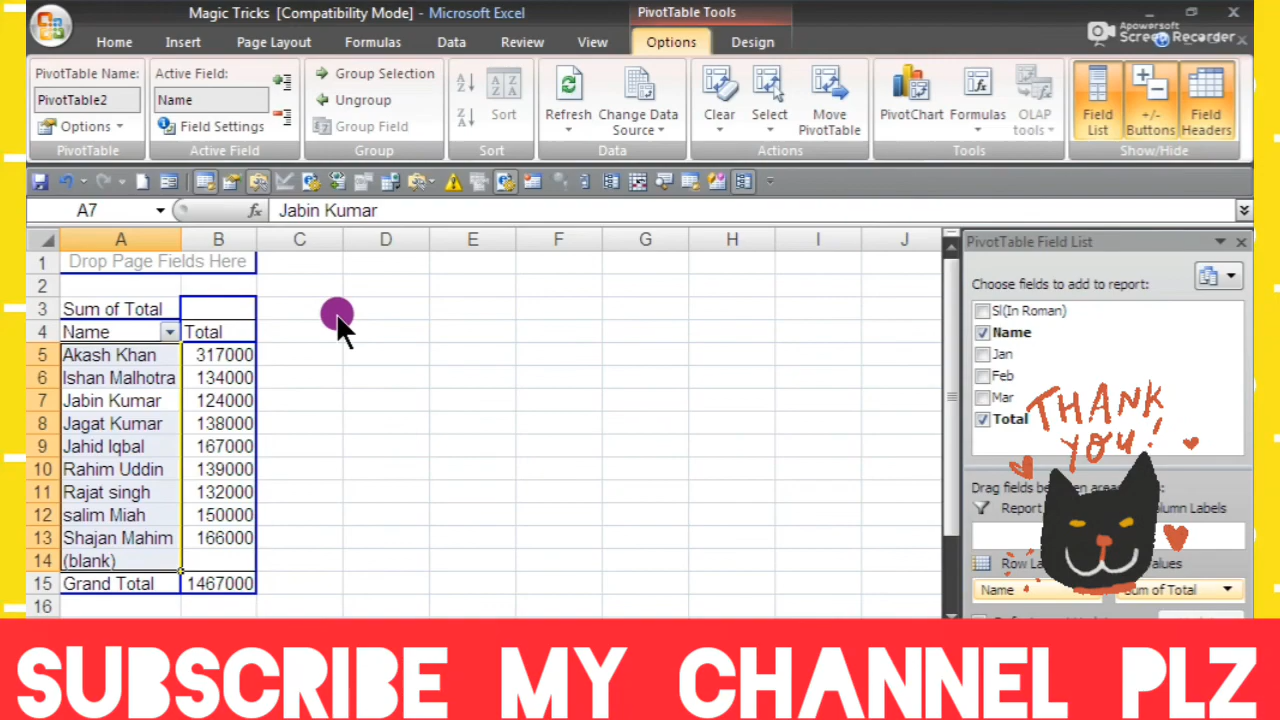 Magic Tricks [Compatibility Mode] - Microsoft Excel
PivotTable Tools
Apowersoft
Screen Recorder
Home Insert Page Layout Formulas Data Review View Options Design
PivotTable Name:
PivotTable2
Options
PivotTable
Active Field:
Name
Field Settings
Active Field
Group Selection
Ungroup
Group Field
Group
Sort
Sort
Refresh
Change Data
Source
Data
Clear
Select
Move
PivotTable
Actions
PivotChart
Formulas
OLAP
tools
Tools
Field
List
+/-
Buttons
Field
Headers
Show/Hide
A7 fx Jabin Kumar
A B C D E F G H I J
1 Drop Page Fields Here
2
3 Sum of Total
4 Name Total
5 Akash Khan 317000
6 Ishan Malhotra 134000
7 Jabin Kumar 124000
8 Jagat Kumar 138000
9 Jahid Iqbal 167000
10 Rahim Uddin 139000
11 Rajat singh 132000
12 salim Miah 150000
13 Shajan Mahim 166000
14 (blank)
15 Grand Total 1467000
16
PivotTable Field List
Choose fields to add to report:
Sl(In Roman)
Name
Jan
Feb
Mar
Total
THANK
YOU!
Drag fields
Report
Values
Name
Sum of Total
SUBSCRIBE MY CHANNEL PLZ